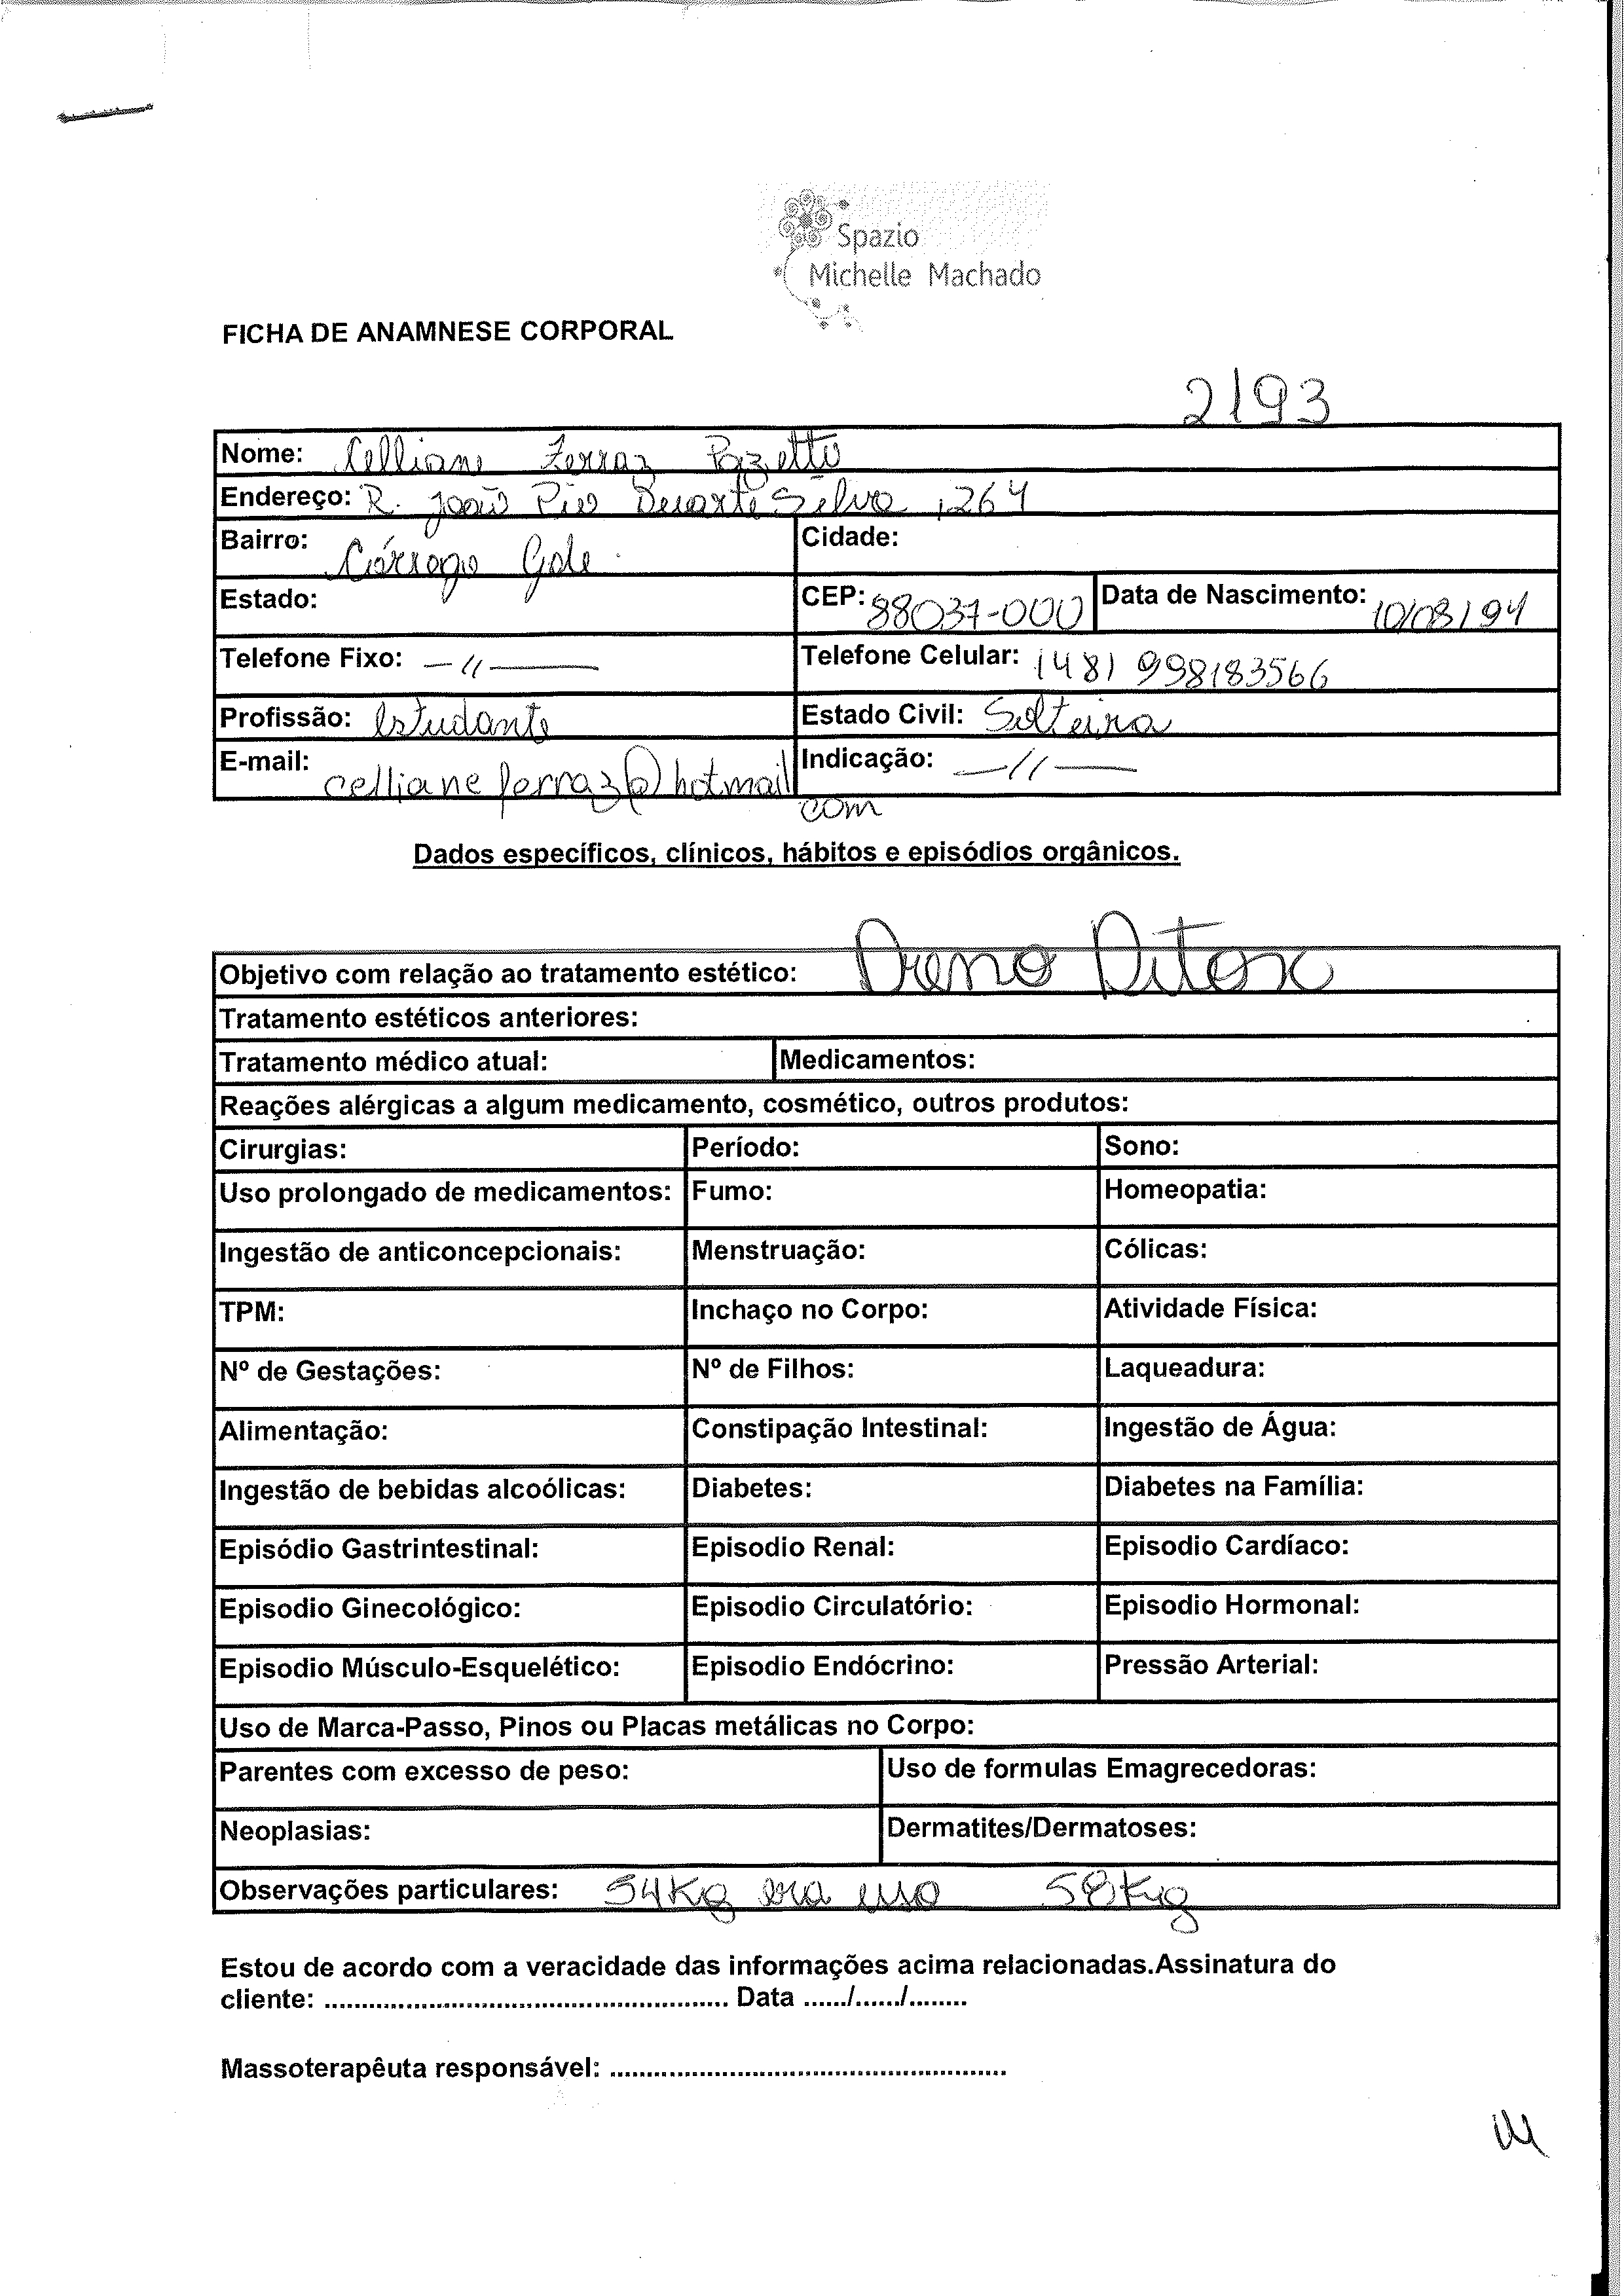 Spazio
Michelle Machado
FICHA DE ANAMNESE CORPORAL
2193
Nome: Celliane Ferraz Pazetto
Endereço: R. João Pio Duarte Silva, 264
Bairro: Córrego Gde. Cidade:
Estado: CEP: 88037-000 Data de Nascimento: 10/08/94
Telefone Fixo: —//— Telefone Celular: (48) 998183566
Profissão: Estudante Estado Civil: Solteira
E-mail: celliane ferraz@hotmail Indicação: —//—
com
Dados específicos, clínicos, hábitos e episódios orgânicos.
Objetivo com relação ao tratamento estético: Dreno Ditox
Tratamento estéticos anteriores:
Tratamento médico atual: Medicamentos:
Reações alérgicas a algum medicamento, cosmético, outros produtos:
Cirurgias: Período: Sono:
Uso prolongado de medicamentos: Fumo: Homeopatia:
Ingestão de anticoncepcionais: Menstruação: Cólicas:
TPM: Inchaço no Corpo: Atividade Física:
Nº de Gestações: Nº de Filhos: Laqueadura:
Alimentação: Constipação Intestinal: Ingestão de Água:
Ingestão de bebidas alcoólicas: Diabetes: Diabetes na Família:
Episódio Gastrintestinal: Episodio Renal: Episodio Cardíaco:
Episodio Ginecológico: Episodio Circulatório: Episodio Hormonal:
Episodio Músculo-Esquelético: Episodio Endócrino: Pressão Arterial:
Uso de Marca-Passo, Pinos ou Placas metálicas no Corpo:
Parentes com excesso de peso: Uso de formulas Emagrecedoras:
Neoplasias: Dermatites/Dermatoses:
Observações particulares: 54Kg era 58Kg
Estou de acordo com a veracidade das informações acima relacionadas.Assinatura do
cliente: ...................................................... Data ....../....../........
Massoterapêuta responsável: .....................................................